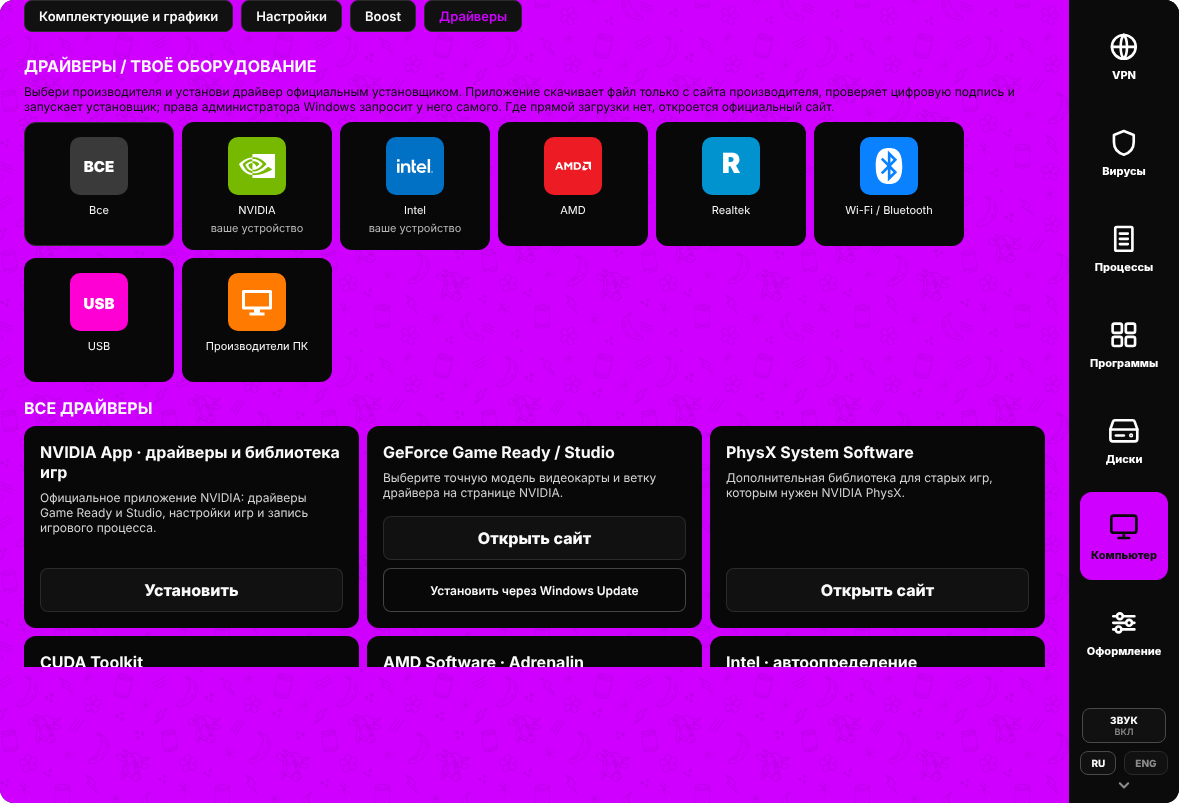 Комплектующие и графики
Настройки
Boost
Драйверы
ДРАЙВЕРЫ / ТВОЁ ОБОРУДОВАНИЕ
Выбери производителя и установи драйвер официальным установщиком. Приложение скачивает файл только с сайта производителя, проверяет цифровую подпись и
запускает установщик; права администратора Windows запросит у него самого. Где прямой загрузки нет, откроется официальный сайт.
ВСЕ
Все
NVIDIA
ваше устройство
intel.
Intel
ваше устройство
AMD
AMD
R
Realtek
Wi-Fi / Bluetooth
USB
USB
Производители ПК
ВСЕ ДРАЙВЕРЫ
NVIDIA App · драйверы и библиотека
игр
Официальное приложение NVIDIA: драйверы
Game Ready и Studio, настройки игр и запись
игрового процесса.
Установить
GeForce Game Ready / Studio
Выберите точную модель видеокарты и ветку
драйвера на странице NVIDIA.
Открыть сайт
Установить через Windows Update
PhysX System Software
Дополнительная библиотека для старых игр,
которым нужен NVIDIA PhysX.
Открыть сайт
CUDA Toolkit
AMD Software · Adrenalin
Intel · автоопределение
VPN
Вирусы
Процессы
Программы
Диски
Компьютер
Оформление
ЗВУК
ВКЛ
RU
ENG